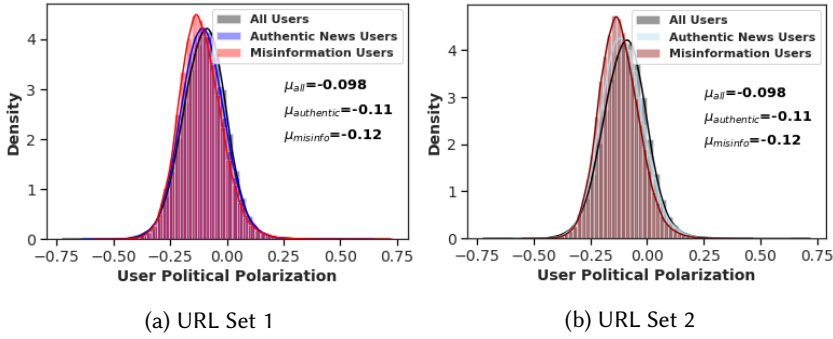 All Users
Authentic News Users
Misinformation Users
μall=-0.098
μauthentic=-0.11
μmisinfo=-0.12
Density
4
3
2
1
0
−0.75 −0.50 −0.25 0.00 0.25 0.50 0.75
User Political Polarization
(a) URL Set 1
All Users
Authentic News Users
Misinformation Users
μall=-0.098
μauthentic=-0.11
μmisinfo=-0.12
Density
4
3
2
1
0
−0.75 −0.50 −0.25 0.00 0.25 0.50 0.75
User Political Polarization
(b) URL Set 2